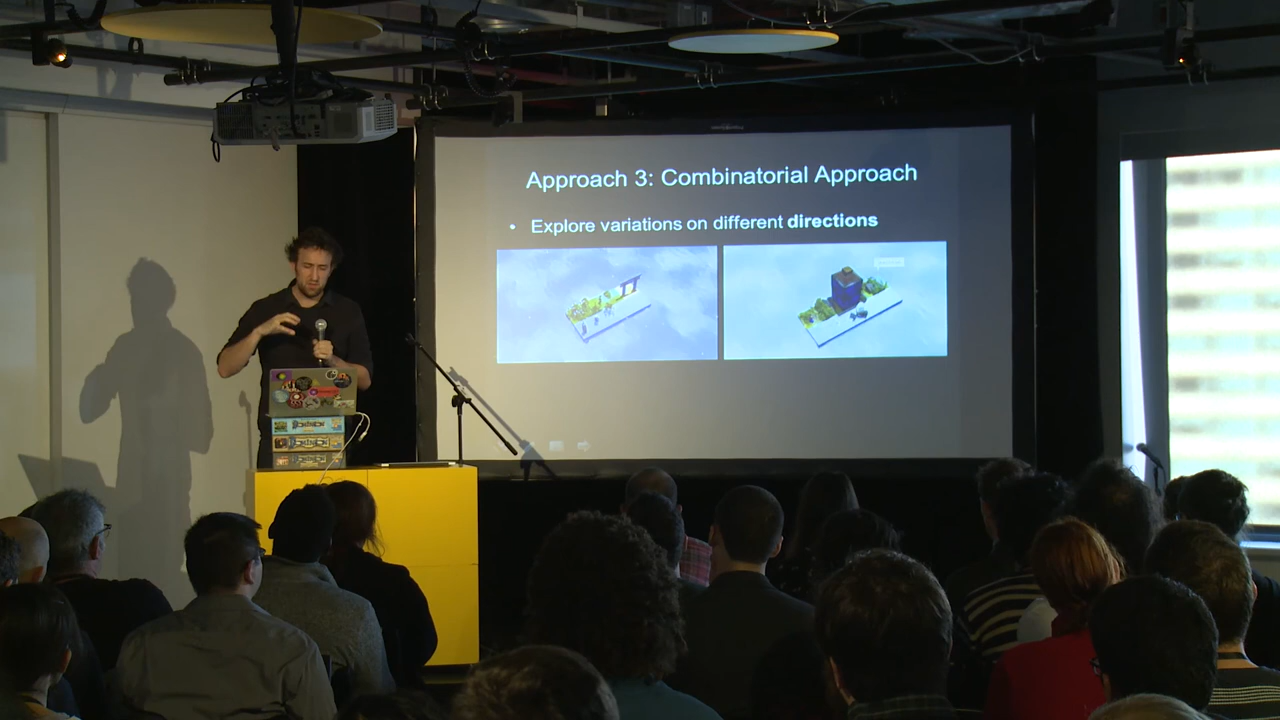 Approach 3: Combinatorial Approach
• Explore variations on different directions